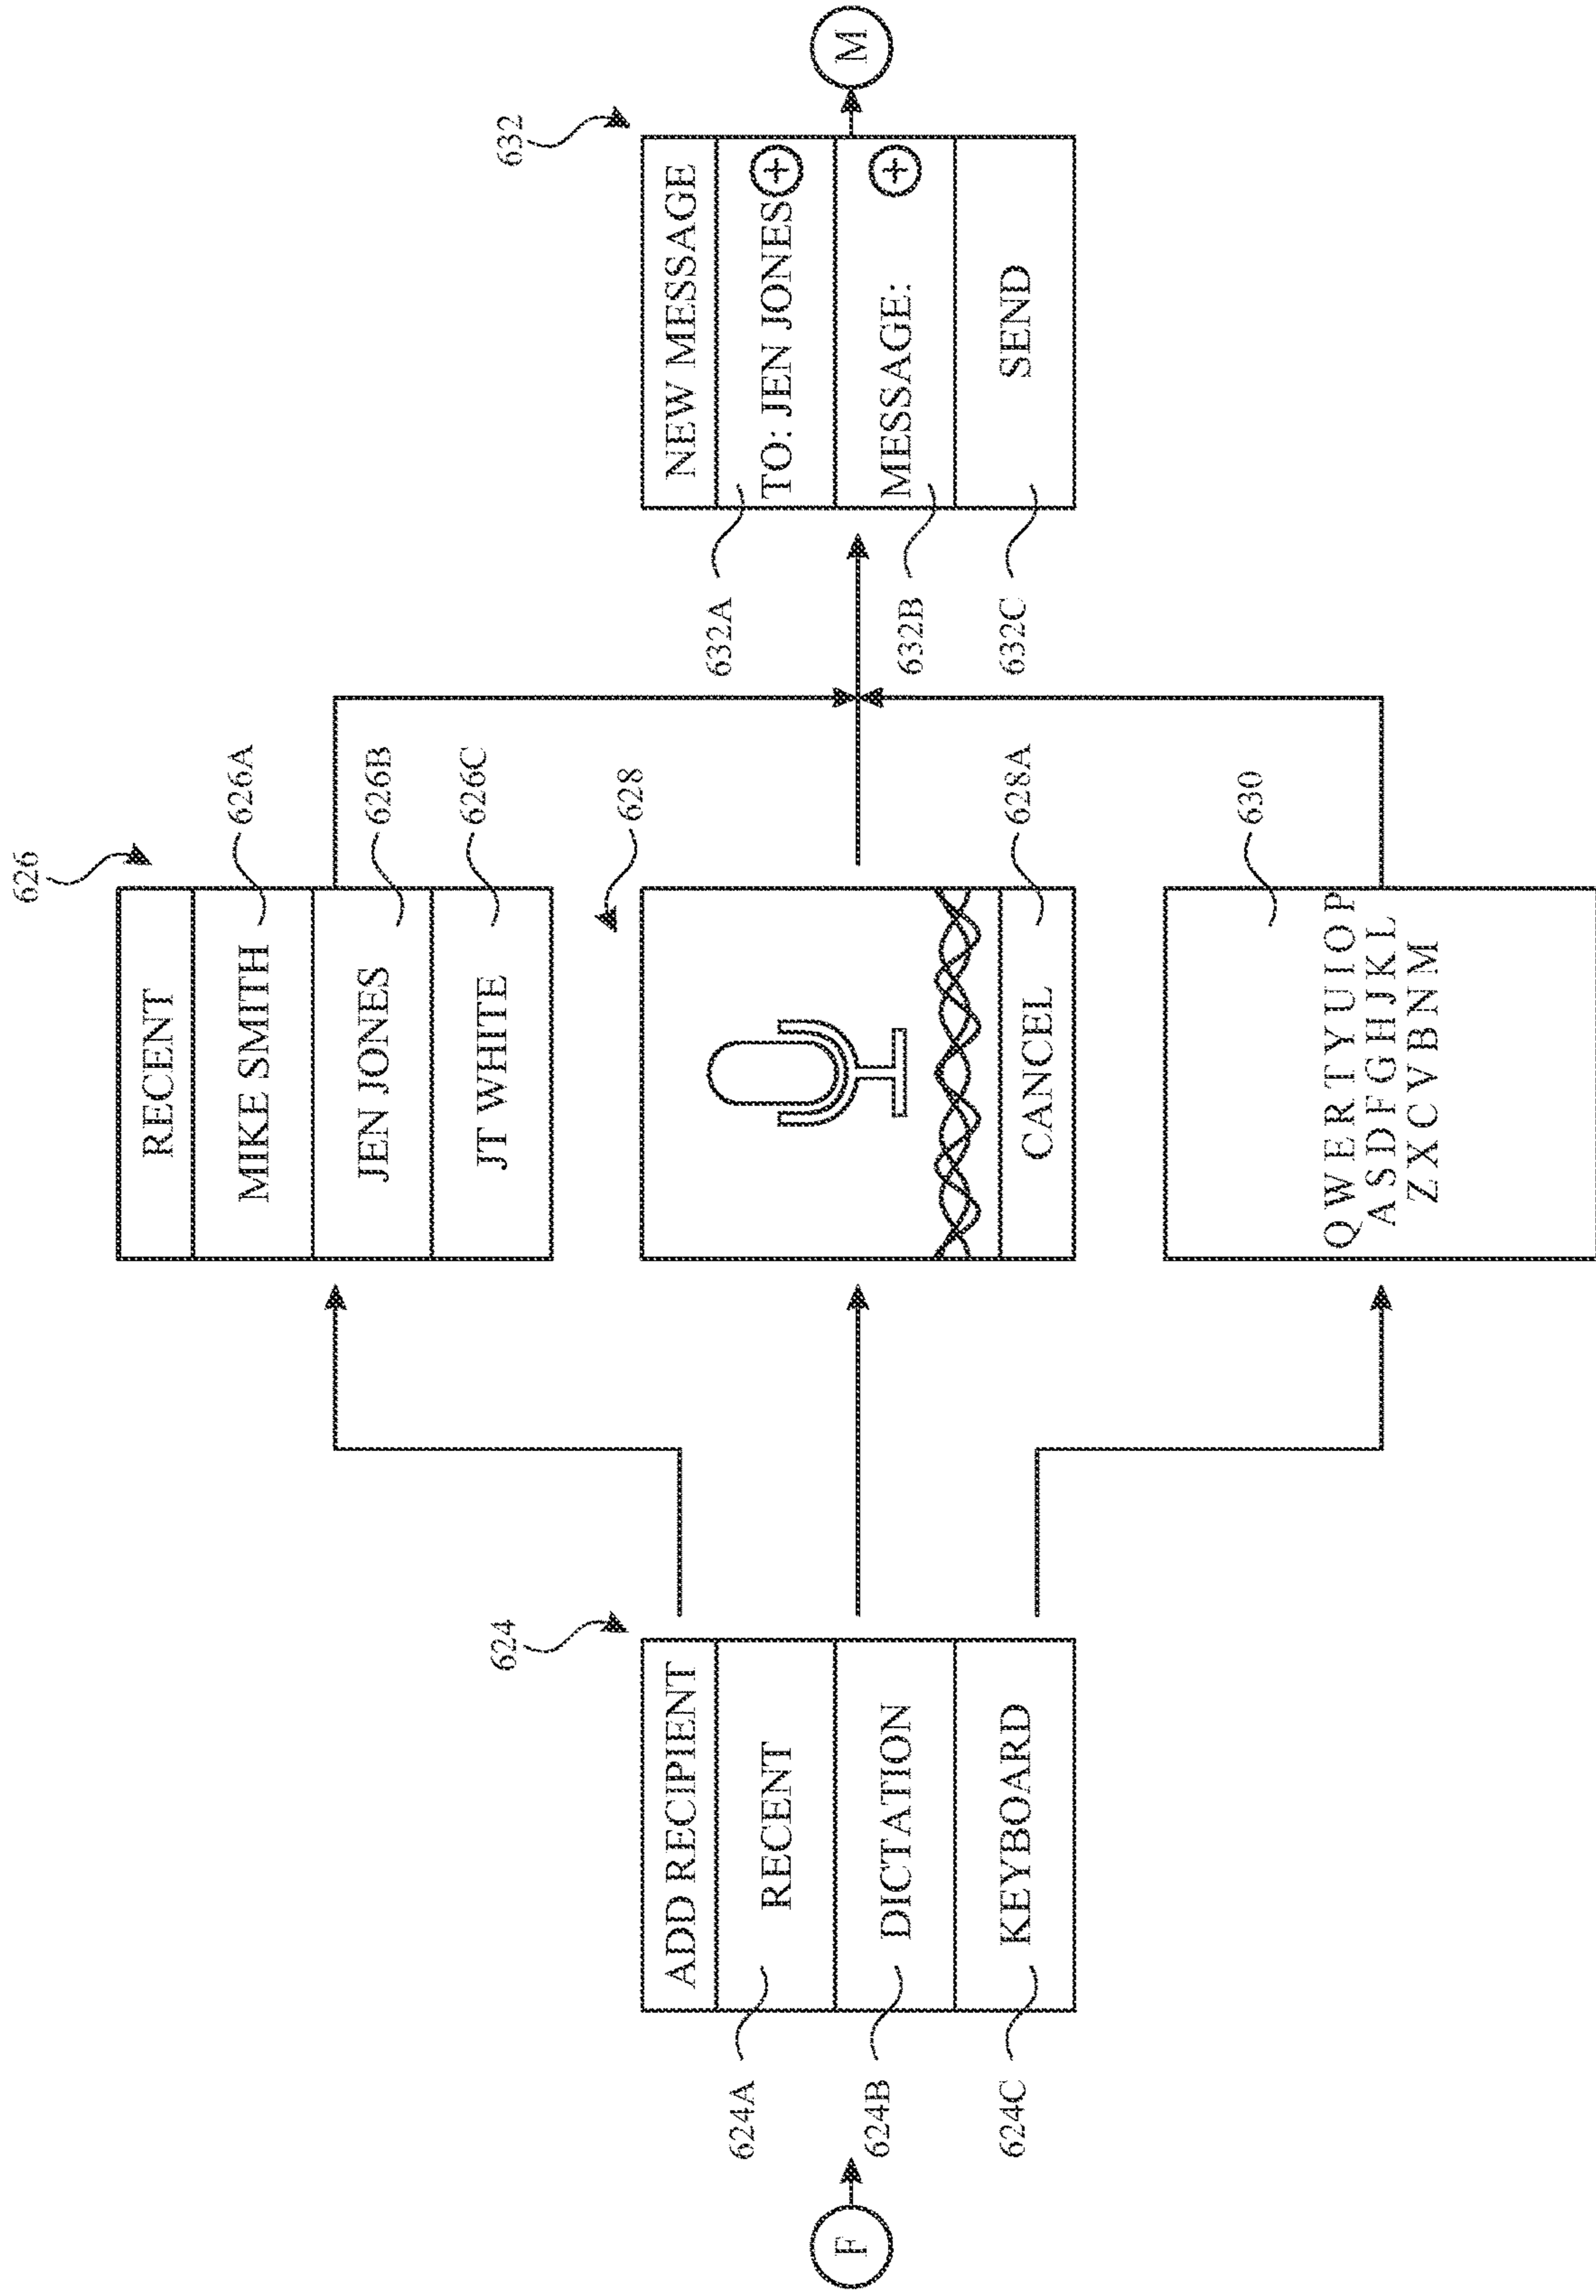 F
624
ADD RECIPIENT
624A
RECENT
624B
DICTATION
624C
KEYBOARD
626
RECENT
MIKE SMITH
626A
JEN JONES
626B
JT WHITE
626C
628
CANCEL
628A
630
Q W E R T Y U I O P
A S D F G H J K L
Z X C V B N M
632
NEW MESSAGE
632A
TO: JEN JONES +
632B
MESSAGE: +
632C
SEND
M